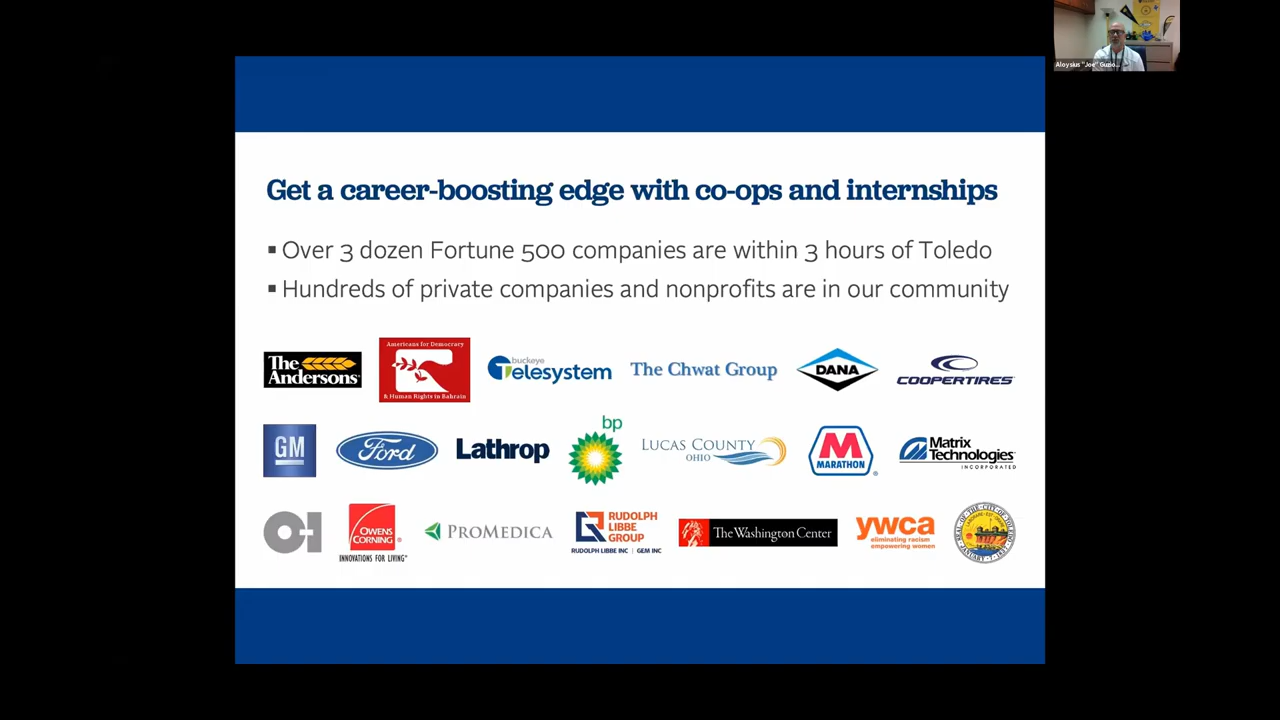 Aloysius "Joe" Guzio...
Get a career-boosting edge with co-ops and internships
▪ Over 3 dozen Fortune 500 companies are within 3 hours of Toledo
▪ Hundreds of private companies and nonprofits are in our community
The Andersons
Americans for Democracy
& Human Rights in Bahrain
buckeye
Telesystem
The Chwat Group
DANA
COOPERTIRES
GM
Ford
Lathrop
bp
LUCAS COUNTY
OHIO
M
MARATHON
Matrix
Technologies
INCORPORATED
O-I
OWENS
CORNING
INNOVATIONS FOR LIVING®
PROMEDICA
RUDOLPH
LIBBE
GROUP
RUDOLPH LIBBE INC | GEM INC
The Washington Center
ywca
eliminating racism
empowering women